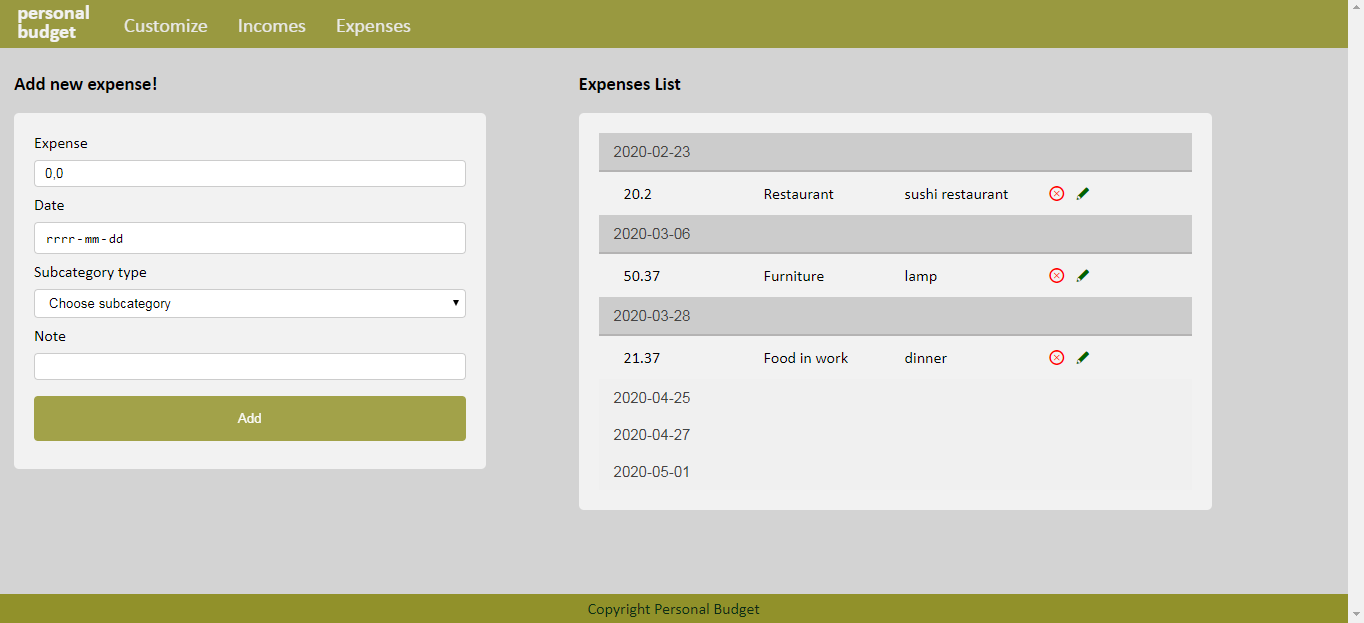 personal
budget
Customize
Incomes
Expenses
Add new expense!
Expense
0,0
Date
rrrr-mm-dd
Subcategory type
Choose subcategory
Note
Add
Expenses List
2020-02-23
20.2 Restaurant sushi restaurant
2020-03-06
50.37 Furniture lamp
2020-03-28
21.37 Food in work dinner
2020-04-25
2020-04-27
2020-05-01
Copyright Personal Budget